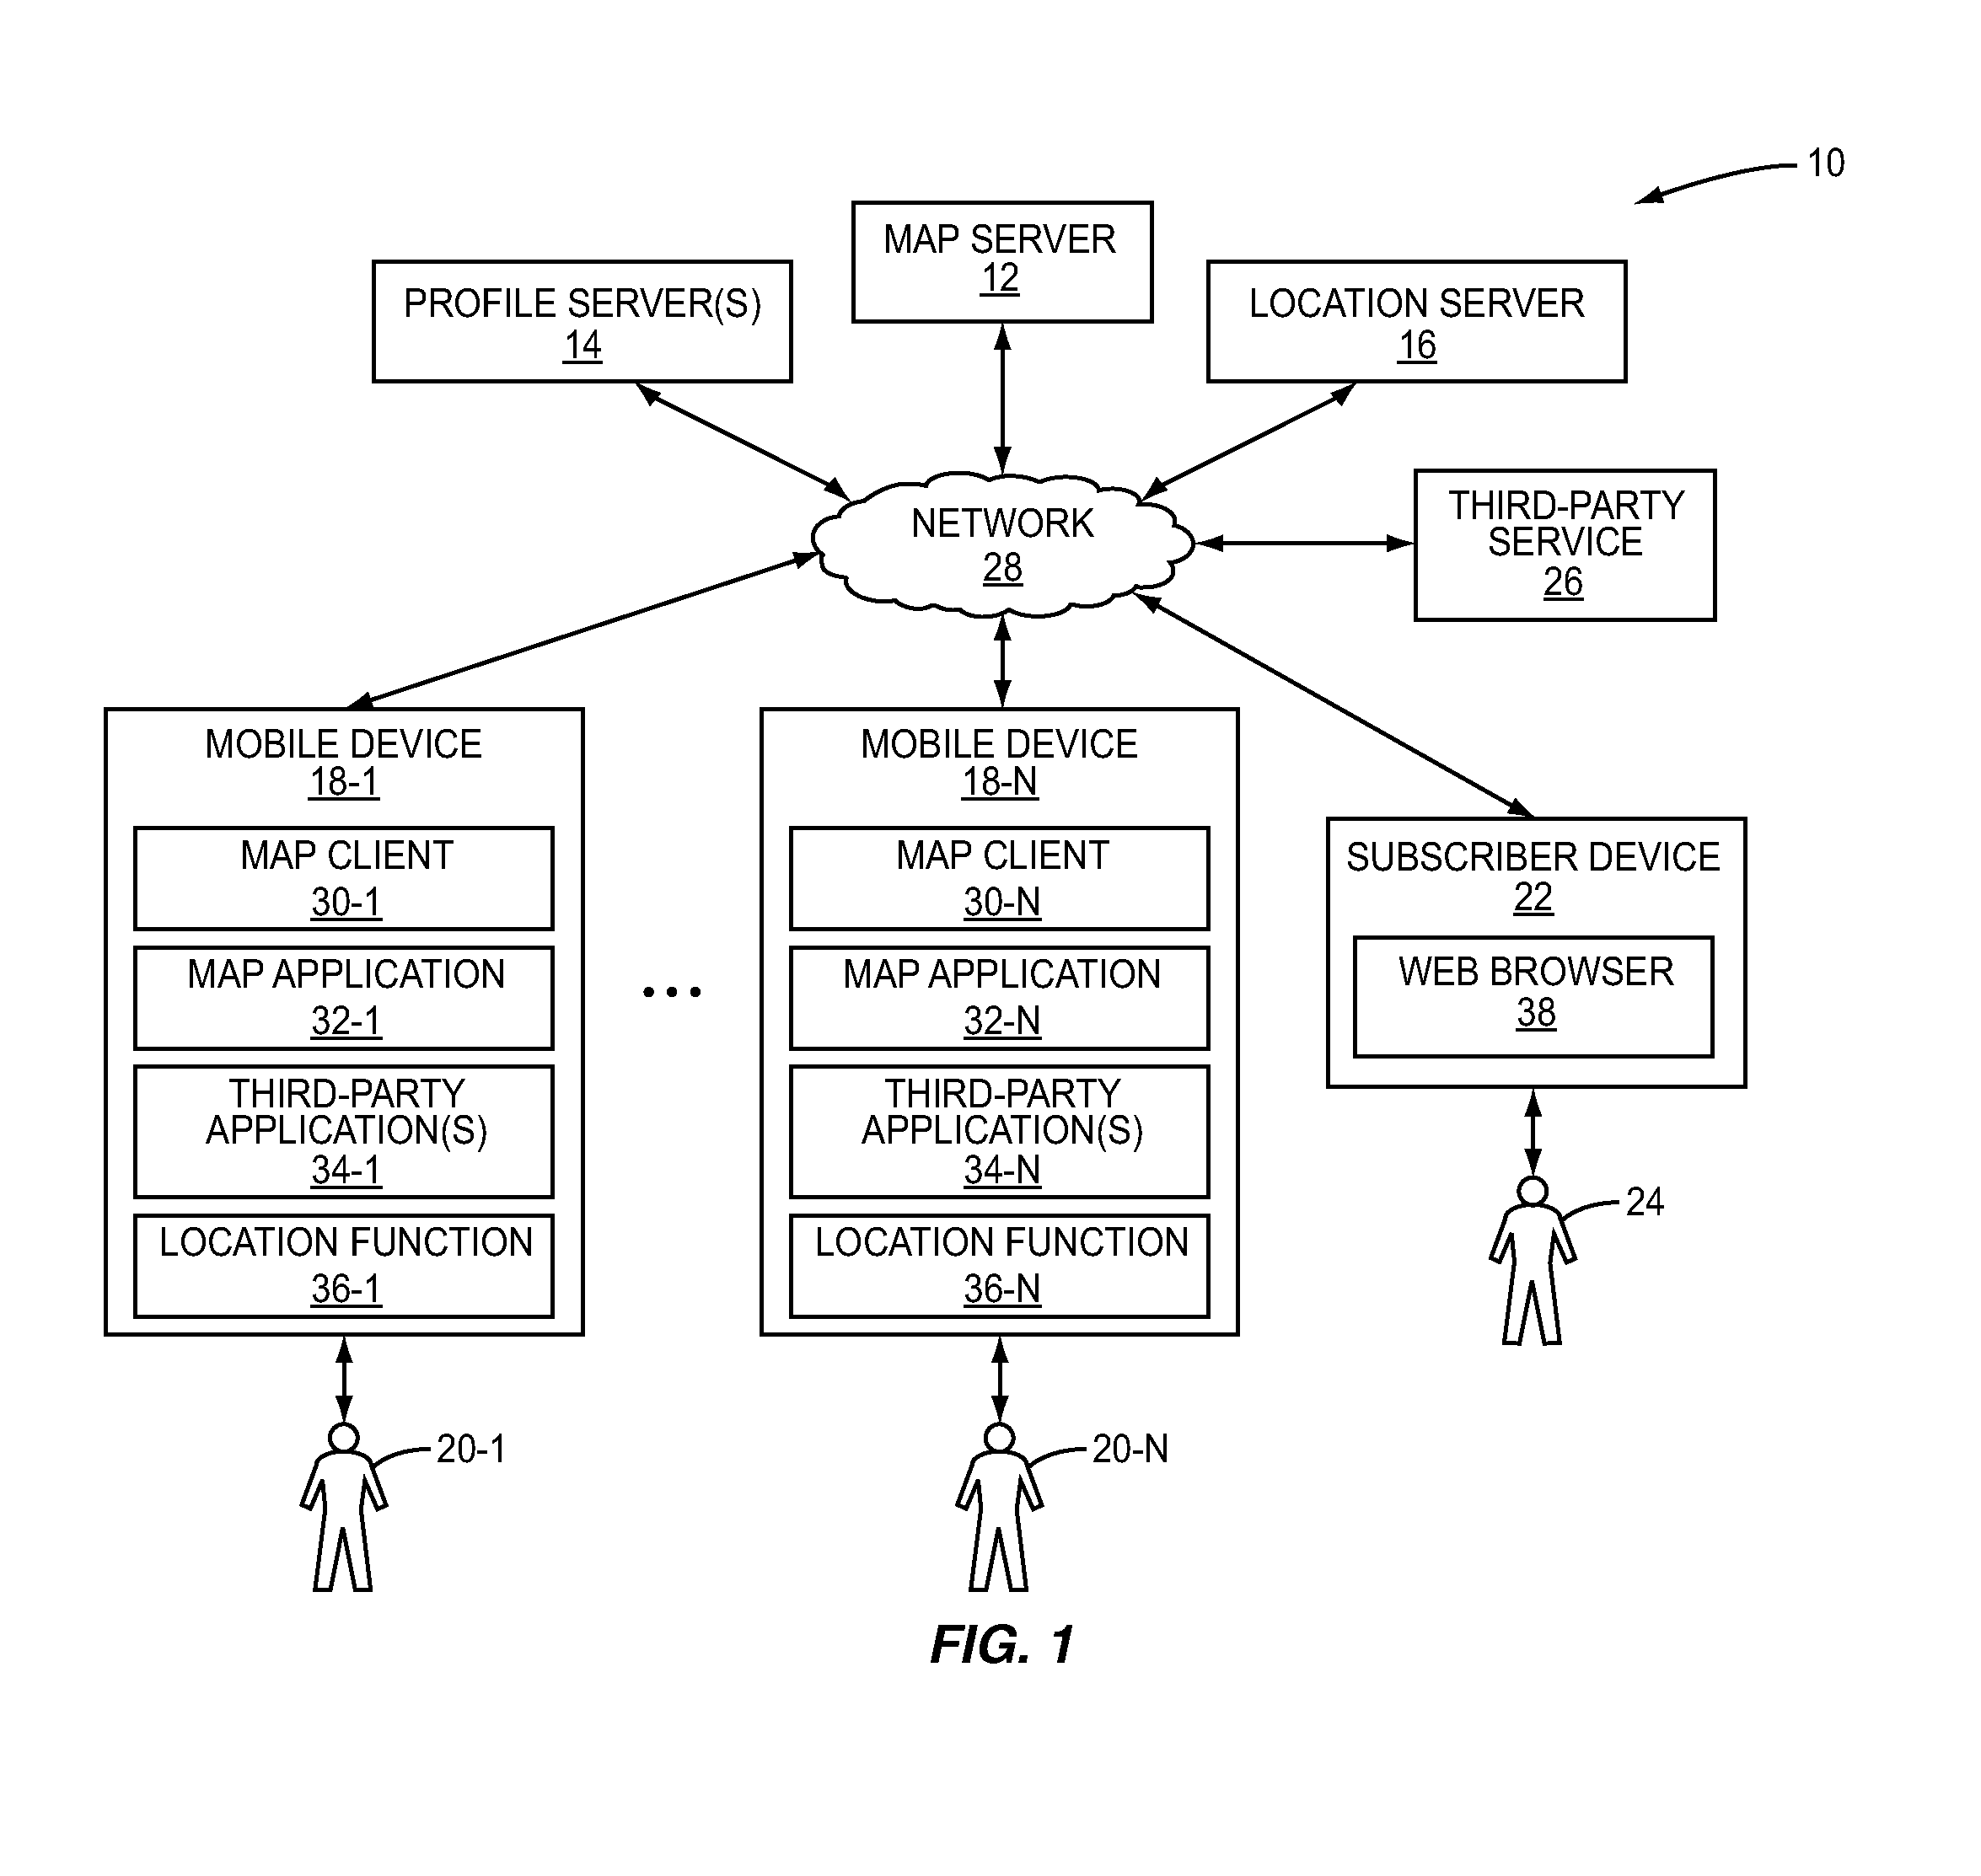 10
MAP SERVER
12
PROFILE SERVER(S)
14
LOCATION SERVER
16
NETWORK
28
THIRD-PARTY
SERVICE
26
MOBILE DEVICE
18-1
MAP CLIENT
30-1
MAP APPLICATION
32-1
THIRD-PARTY
APPLICATION(S)
34-1
LOCATION FUNCTION
36-1
20-1
...
MOBILE DEVICE
18-N
MAP CLIENT
30-N
MAP APPLICATION
32-N
THIRD-PARTY
APPLICATION(S)
34-N
LOCATION FUNCTION
36-N
20-N
SUBSCRIBER DEVICE
22
WEB BROWSER
38
24
FIG. 1